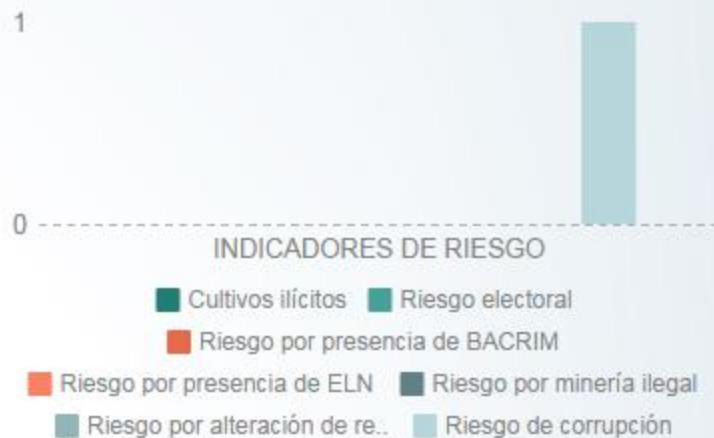 1
0
INDICADORES DE RIESGO
Cultivos ilícitos Riesgo electoral
Riesgo por presencia de BACRIM
Riesgo por presencia de ELN Riesgo por minería ilegal
Riesgo por alteración de re.. Riesgo de corrupción